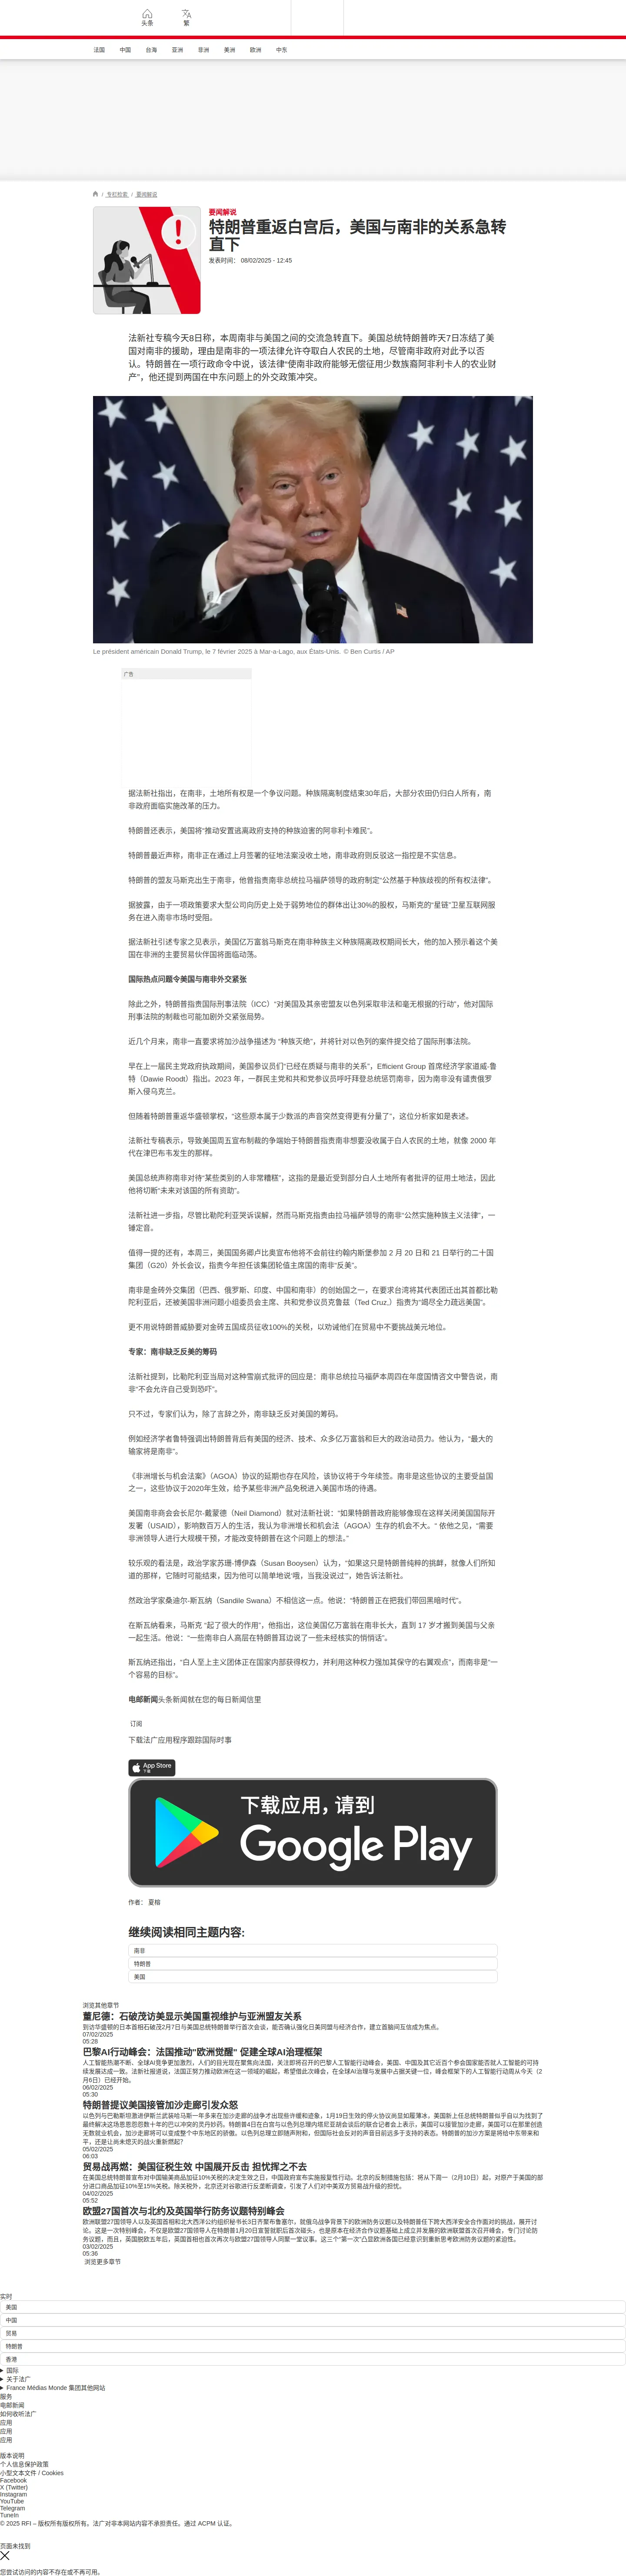 头条
繁
法国 中国 台海 亚洲 非洲 美洲 欧洲 中东
/ 专栏检索 / 要闻解说
要闻解说
特朗普重返白宫后，美国与南非的关系急转
直下
发表时间： 08/02/2025 - 12:45
法新社专稿今天8日称，本周南非与美国之间的交流急转直下。美国总统特朗普昨天7日冻结了美
国对南非的援助，理由是南非的一项法律允许夺取白人农民的土地，尽管南非政府对此予以否
认。特朗普在一项行政命令中说，该法律“使南非政府能够无偿征用少数族裔阿非利卡人的农业财
产”，他还提到两国在中东问题上的外交政策冲突。
Le président américain Donald Trump, le 7 février 2025 à Mar-a-Lago, aux États-Unis. © Ben Curtis / AP
广告
据法新社指出，在南非，土地所有权是一个争议问题。种族隔离制度结束30年后，大部分农田仍归白人所有，南
非政府面临实施改革的压力。
特朗普还表示，美国将“推动安置逃离政府支持的种族迫害的阿非利卡难民”。
特朗普最近声称，南非正在通过上月签署的征地法案没收土地，南非政府则反驳这一指控是不实信息。
特朗普的盟友马斯克出生于南非，他曾指责南非总统拉马福萨领导的政府制定“公然基于种族歧视的所有权法律”。
据披露，由于一项政策要求大型公司向历史上处于弱势地位的群体出让30%的股权，马斯克的“星链”卫星互联网服
务在进入南非市场时受阻。
据法新社引述专家之见表示，美国亿万富翁马斯克在南非种族主义种族隔离政权期间长大，他的加入预示着这个美
国在非洲的主要贸易伙伴国将面临动荡。
国际热点问题令美国与南非外交紧张
除此之外，特朗普指责国际刑事法院（ICC）“对美国及其亲密盟友以色列采取非法和毫无根据的行动”，他对国际
刑事法院的制裁也可能加剧外交紧张局势。
近几个月来，南非一直要求将加沙战争描述为 “种族灭绝”，并将针对以色列的案件提交给了国际刑事法院。
早在上一届民主党政府执政期间，美国参议员们“已经在质疑与南非的关系”，Efficient Group 首席经济学家道威-鲁
特（Dawie Roodt）指出。2023 年，一群民主党和共和党参议员呼吁拜登总统惩罚南非，因为南非没有谴责俄罗
斯入侵乌克兰。
但随着特朗普重返华盛顿掌权，“这些原本属于少数派的声音突然变得更有分量了”，这位分析家如是表述。
法新社专稿表示，导致美国周五宣布制裁的争端始于特朗普指责南非想要没收属于白人农民的土地，就像 2000 年
代在津巴布韦发生的那样。
美国总统声称南非对待“某些类别的人非常糟糕”，这指的是最近受到部分白人土地所有者批评的征用土地法，因此
他将切断“未来对该国的所有资助”。
法新社进一步指，尽管比勒陀利亚哭诉误解，然而马斯克指责由拉马福萨领导的南非“公然实施种族主义法律”，一
锤定音。
值得一提的还有，本周三，美国国务卿卢比奥宣布他将不会前往约翰内斯堡参加 2 月 20 日和 21 日举行的二十国
集团（G20）外长会议，指责今年担任该集团轮值主席国的南非“反美”。
南非是金砖外交集团（巴西、俄罗斯、印度、中国和南非）的创始国之一，在要求台湾将其代表团迁出其首都比勒
陀利亚后，还被美国非洲问题小组委员会主席、共和党参议员克鲁兹（Ted Cruz,）指责为“竭尽全力疏远美国”。
更不用说特朗普威胁要对金砖五国成员征收100%的关税，以劝诫他们在贸易中不要挑战美元地位。
专家：南非缺乏反美的筹码
法新社提到，比勒陀利亚当局对这种雪崩式批评的回应是：南非总统拉马福萨本周四在年度国情咨文中警告说，南
非“不会允许自己受到恐吓”。
只不过，专家们认为，除了言辞之外，南非缺乏反对美国的筹码。
例如经济学者鲁特强调出特朗普背后有美国的经济、技术、众多亿万富翁和巨大的政治动员力。他认为，“最大的
输家将是南非”。
《非洲增长与机会法案》（AGOA）协议的延期也存在风险，该协议将于今年续签。南非是这些协议的主要受益国
之一，这些协议于2020年生效，给予某些非洲产品免税进入美国市场的待遇。
美国南非商会会长尼尔-戴蒙德（Neil Diamond）就对法新社说：“如果特朗普政府能够像现在这样关闭美国国际开
发署（USAID），影响数百万人的生活，我认为非洲增长和机会法（AGOA）生存的机会不大。” 依他之见，“需要
非洲领导人进行大规模干预，才能改变特朗普在这个问题上的想法。”
较乐观的看法是，政治学家苏珊-博伊森（Susan Booysen）认为，“如果这只是特朗普纯粹的挑衅，就像人们所知
道的那样，它随时可能结束，因为他可以简单地说‘哦，当我没说过’”，她告诉法新社。
然政治学家桑迪尔-斯瓦纳（Sandile Swana）不相信这一点。他说：“特朗普正在把我们带回黑暗时代”。
在斯瓦纳看来，马斯克 “起了很大的作用”，他指出，这位美国亿万富翁在南非长大，直到 17 岁才搬到美国与父亲
一起生活。他说：“一些南非白人高层在特朗普耳边说了一些未经核实的悄悄话”。
斯瓦纳还指出，“白人至上主义团体正在国家内部获得权力，并利用这种权力强加其保守的右翼观点”，而南非是“一
个容易的目标”。
电邮新闻头条新闻就在您的每日新闻信里
订阅
下载法广应用程序跟踪国际时事
App Store
下载
下载应用，请到
Google Play
作者： 夏榕
继续阅读相同主题内容:
南非
特朗普
美国
浏览其他章节
董尼德：石破茂访美显示美国重视维护与亚洲盟友关系
到访华盛顿的日本首相石破茂2月7日与美国总统特朗普举行首次会谈，能否确认强化日美同盟与经济合作，建立首脑间互信成为焦点。
07/02/2025
05:28
巴黎AI行动峰会：法国推动"欧洲觉醒" 促建全球AI治理框架
人工智能热潮不断、全球AI竞争更加激烈，人们的目光现在聚焦向法国，关注即将召开的巴黎人工智能行动峰会，美国、中国及其它近百个参会国家能否就人工智能的可持
续发展达成一致。法新社报道说，法国正努力推动欧洲在这一领域的崛起，希望借此次峰会，在全球AI治理与发展中占据关键一位，峰会框架下的人工智能行动周从今天（2
月6日）已经开始。
06/02/2025
05:30
特朗普提议美国接管加沙走廊引发众怒
以色列与巴勒斯坦激进伊斯兰武装哈马斯一年多来在加沙走廊的战争才出现些许缓和迹象，1月19日生效的停火协议尚显如履薄冰，美国新上任总统特朗普似乎自以为找到了
最终解决这场恩恩怨怨数十年的巴以冲突的灵丹妙药。特朗普4日在白宫与以色列总理内塔尼亚胡会谈后的联合记者会上表示，美国可以接管加沙走廊，美国可以在那里创造
无数就业机会，加沙走廊将可以变成整个中东地区的骄傲。以色列总理立即随声附和，但国际社会反对的声音目前远多于支持的表态。特朗普的加沙方案是将给中东带来和
平，还是让尚未熄灭的战火重新燃起？
05/02/2025
06:03
贸易战再燃：美国征税生效 中国展开反击 担忧挥之不去
在美国总统特朗普宣布对中国输美商品加征10%关税的决定生效之日，中国政府宣布实施报复性行动。北京的反制措施包括：将从下周一（2月10日）起，对原产于美国的部
分进口商品加征10%至15%关税。除关税外，北京还对谷歌进行反垄断调查，引发了人们对中美双方贸易战升级的担忧。
04/02/2025
05:52
欧盟27国首次与北约及英国举行防务议题特别峰会
欧洲联盟27国领导人以及英国首相和北大西洋公约组织秘书长3日齐聚布鲁塞尔，就俄乌战争背景下的欧洲防务议题以及特朗普任下跨大西洋安全合作面对的挑战，展开讨
论。这是一次特别峰会，不仅是欧盟27国领导人在特朗普1月20日宣誓就职后首次碰头，也是原本在经济合作议题基础上成立并发展的欧洲联盟首次召开峰会，专门讨论防
务议题，而且，英国脱欧五年后，英国首相也首次再次与欧盟27国领导人同聚一堂议事。这三个“第一次”凸显欧洲各国已经意识到重新思考欧洲防务议题的紧迫性。
03/02/2025
05:36
浏览更多章节
实时
美国
中国
贸易
特朗普
香港
国际
关于法广
France Médias Monde 集团其他网站
服务
电邮新闻
如何收听法广
应用
应用
应用
版本说明
个人信息保护政策
小型文本文件 / Cookies
Facebook
X (Twitter)
Instagram
YouTube
Telegram
TuneIn
© 2025 RFI – 版权所有版权所有。法广对非本网站内容不承担责任。通过 ACPM 认证。
页面未找到
您尝试访问的内容不存在或不再可用。